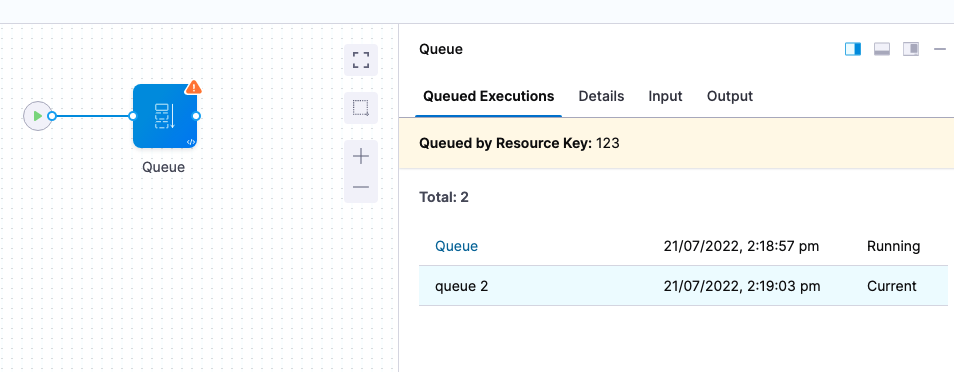 Queue
Queue
Queued Executions Details Input Output
Queued by Resource Key: 123
Total: 2
Queue 21/07/2022, 2:18:57 pm Running
queue 2 21/07/2022, 2:19:03 pm Current